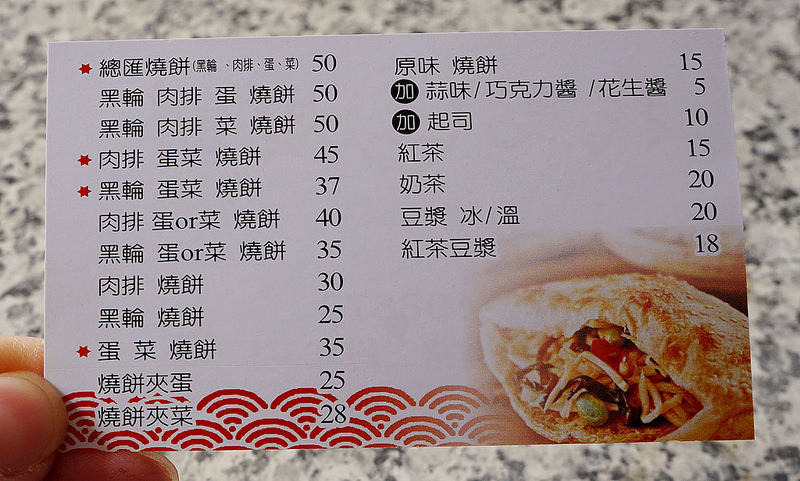 總匯燒餅(黑輪、肉排、蛋、菜) 50
黑輪 肉排 蛋 燒餅 50
黑輪 肉排 菜 燒餅 50
肉排 蛋菜 燒餅 45
黑輪 蛋菜 燒餅 37
肉排 蛋or菜 燒餅 40
黑輪 蛋or菜 燒餅 35
肉排 燒餅 30
黑輪 燒餅 25
蛋 菜 燒餅 35
燒餅夾蛋 25
燒餅夾菜 28
原味 燒餅 15
加 蒜味/巧克力醬 /花生醬 5
加 起司 10
紅茶 15
奶茶 20
豆漿 冰/溫 20
紅茶豆漿 18